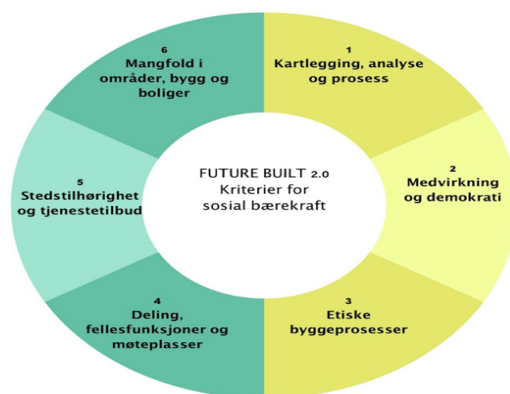 FUTURE BUILT 2.0
Kriterier for
sosial bærekraft
1
Kartlegging, analyse
og prosess
2
Medvirkning
og demokrati
3
Etiske
byggeprosesser
4
Deling,
fellesfunksjoner og
møteplasser
5
Stedstilhørighet
og tjenestetilbud
6
Mangfold i
områder, bygg og
boliger